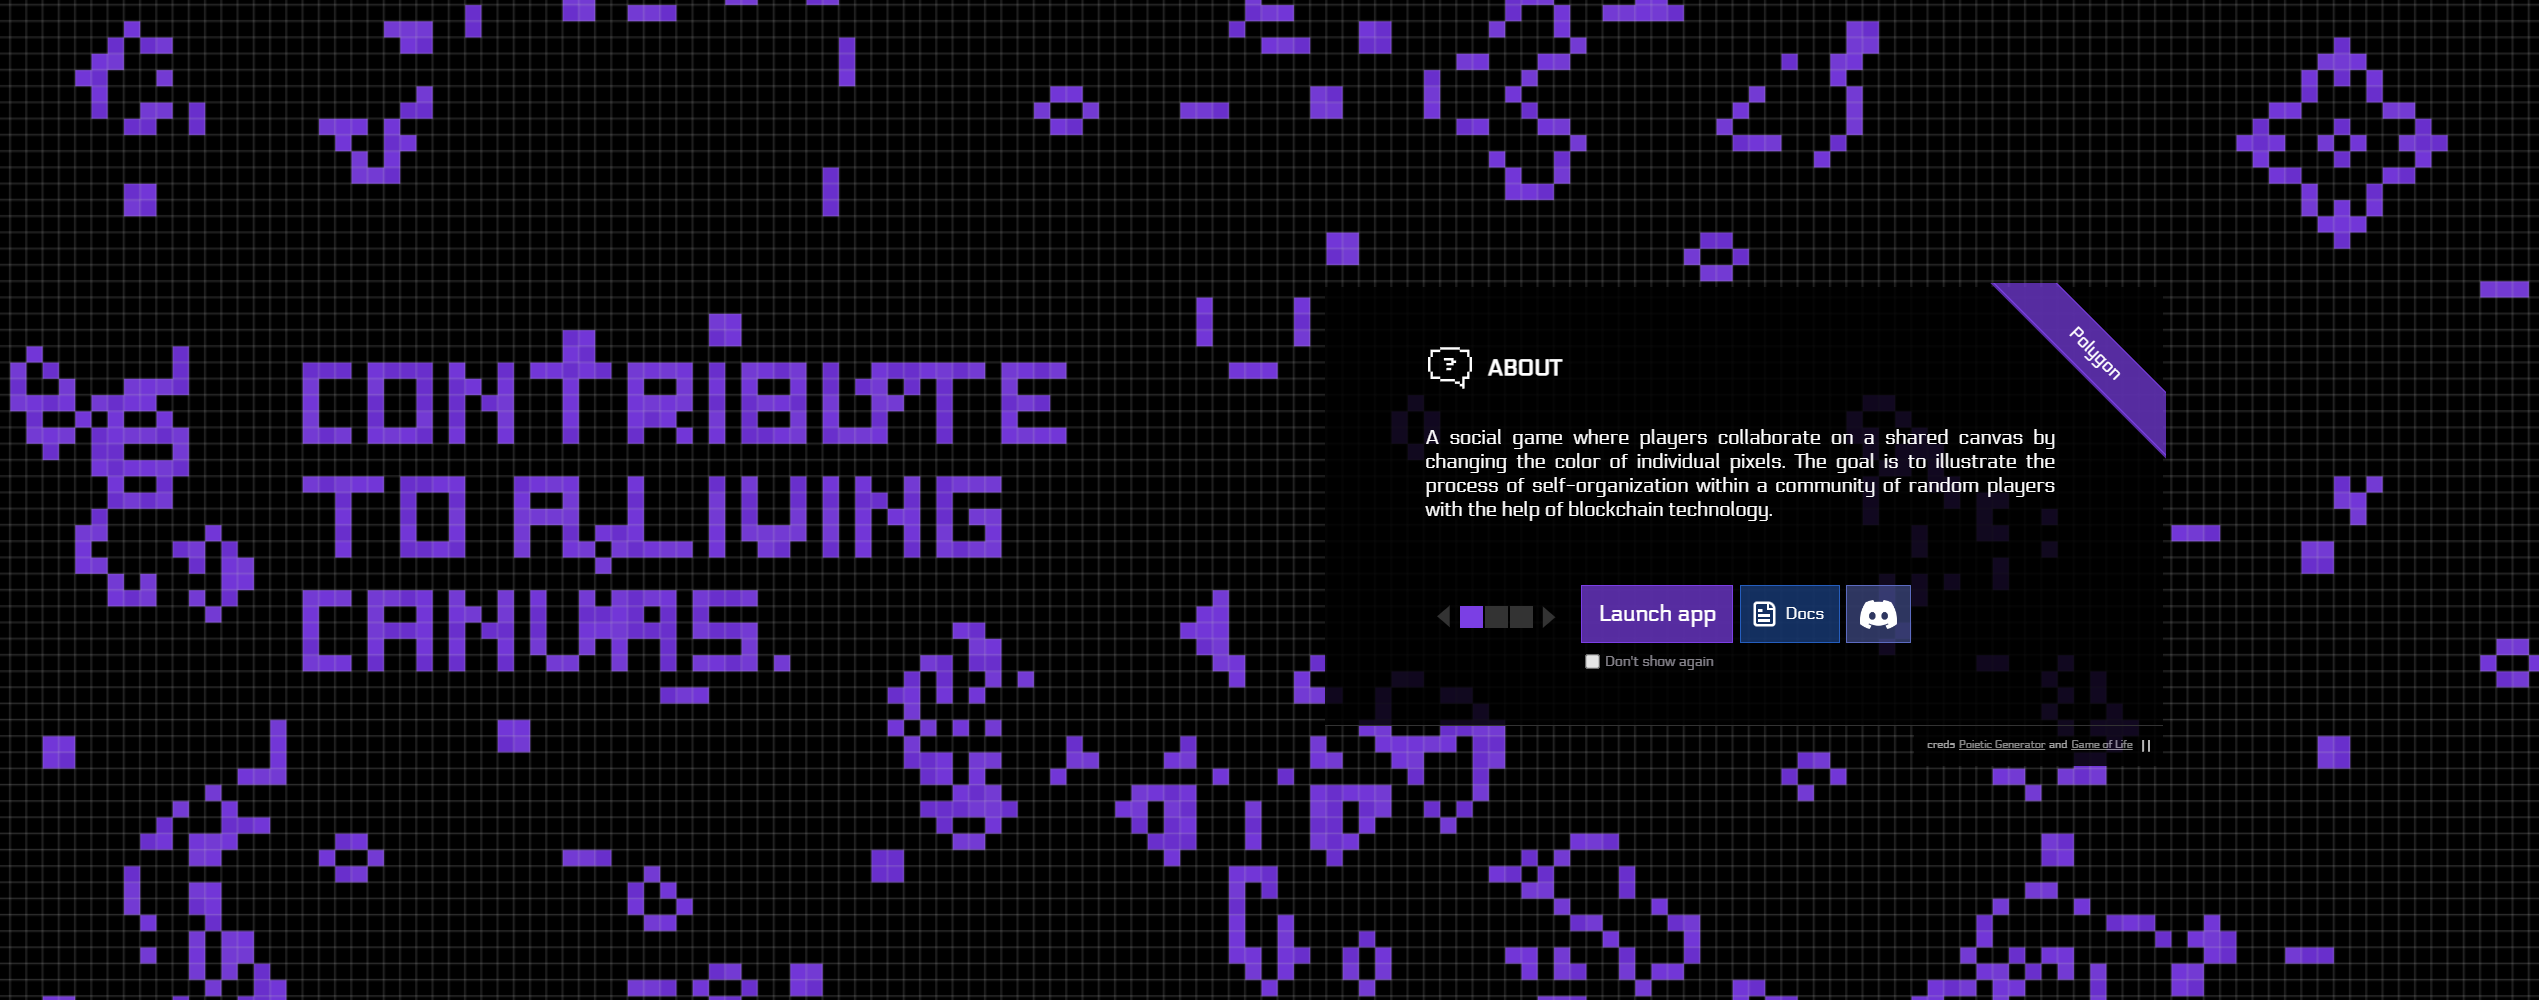 CONTRIBUTE
TO A LIVING
CANVAS.
Polygon
ABOUT
A social game where players collaborate on a shared canvas by
changing the color of individual pixels. The goal is to illustrate the
process of self-organization within a community of random players
with the help of blockchain technology.
Launch app
Docs
Don't show again
creds Poietic Generator and Game of Life